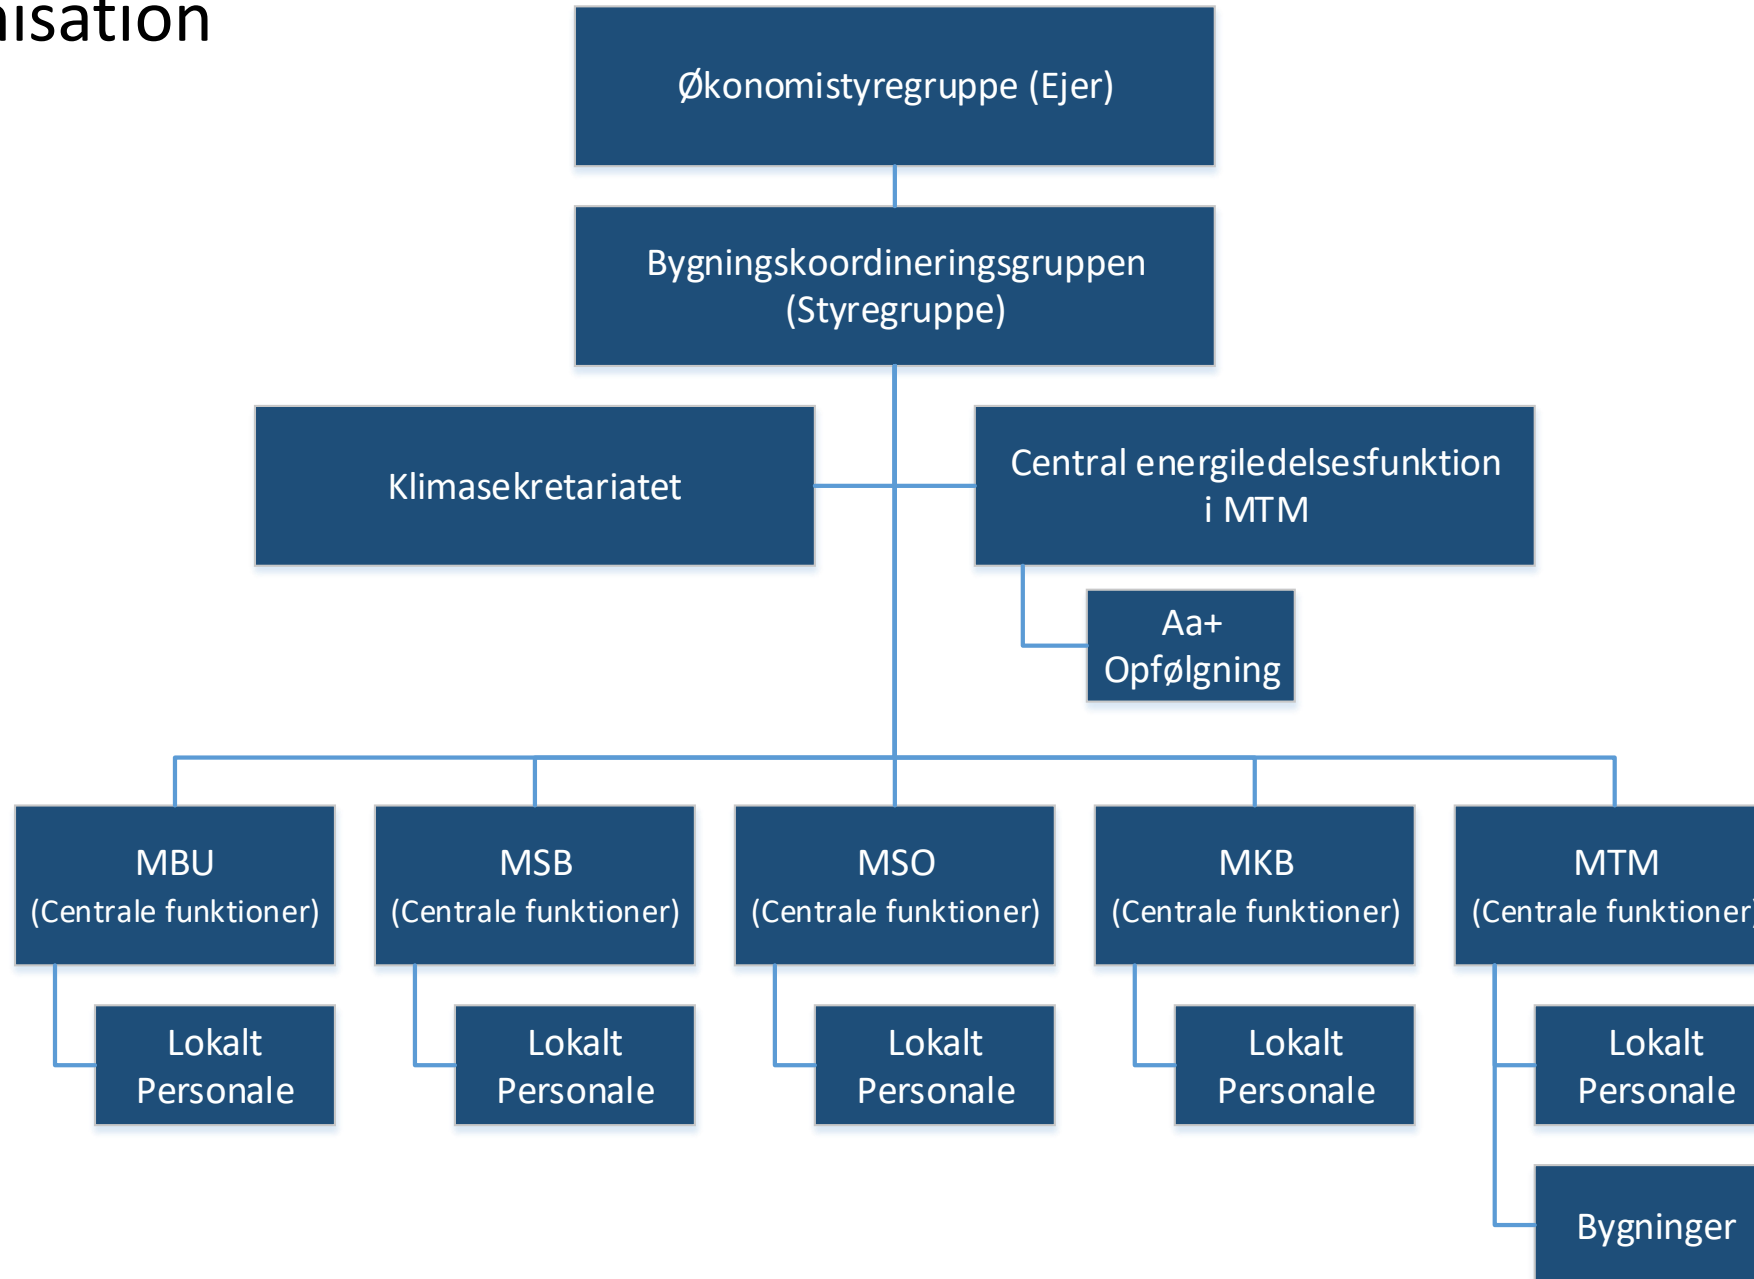 nisation
Økonomistyregruppe (Ejer)
Bygningskoordineringsgruppen
(Styregruppe)
Klimasekretariatet
Central energiledelsesfunktion
i MTM
Aa+
Opfølgning
MBU
(Centrale funktioner)
MSB
(Centrale funktioner)
MSO
(Centrale funktioner)
MKB
(Centrale funktioner)
MTM
(Centrale funktioner)
Lokalt
Personale
Lokalt
Personale
Lokalt
Personale
Lokalt
Personale
Lokalt
Personale
Bygninger